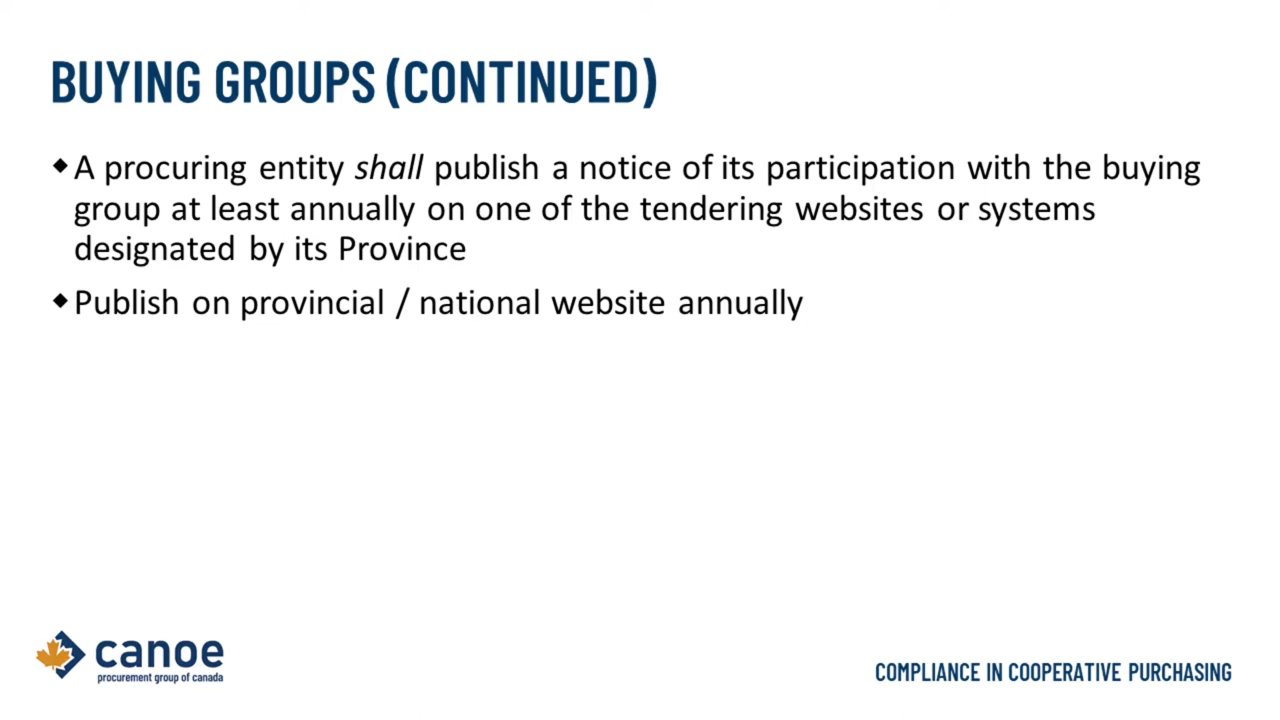 BUYING GROUPS (CONTINUED)
◆A procuring entity shall publish a notice of its participation with the buying
group at least annually on one of the tendering websites or systems
designated by its Province
◆Publish on provincial / national website annually
canoe
procurement group of canada
COMPLIANCE IN COOPERATIVE PURCHASING